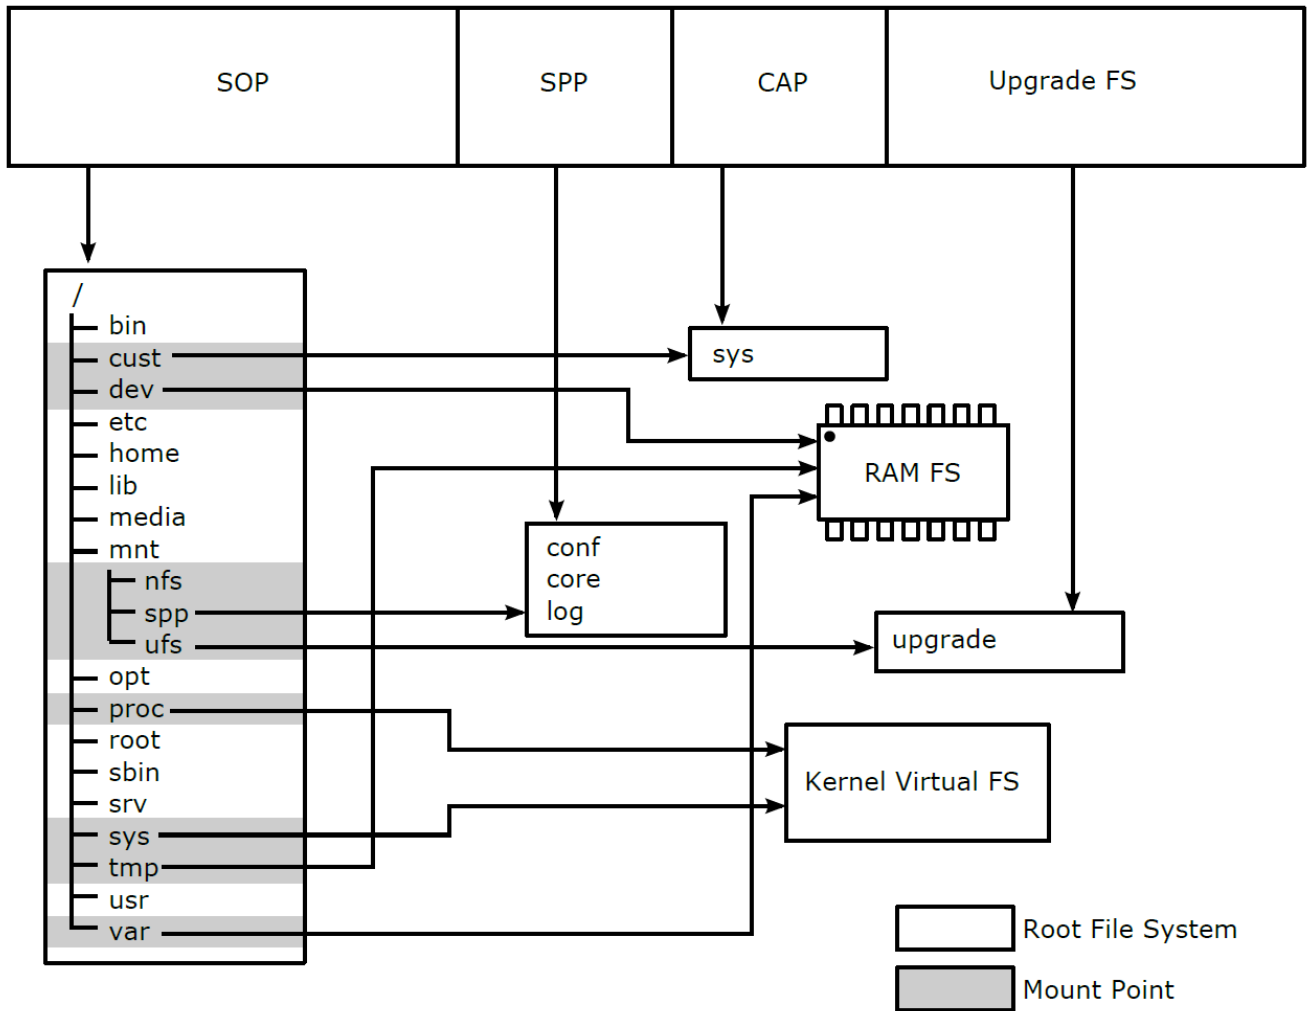 SOP SPP CAP Upgrade FS
/
bin
cust
dev
etc
home
lib
media
mnt
nfs
spp
ufs
opt
proc
root
sbin
srv
sys
tmp
usr
var
sys
RAM FS
conf
core
log
upgrade
Kernel Virtual FS
Root File System
Mount Point